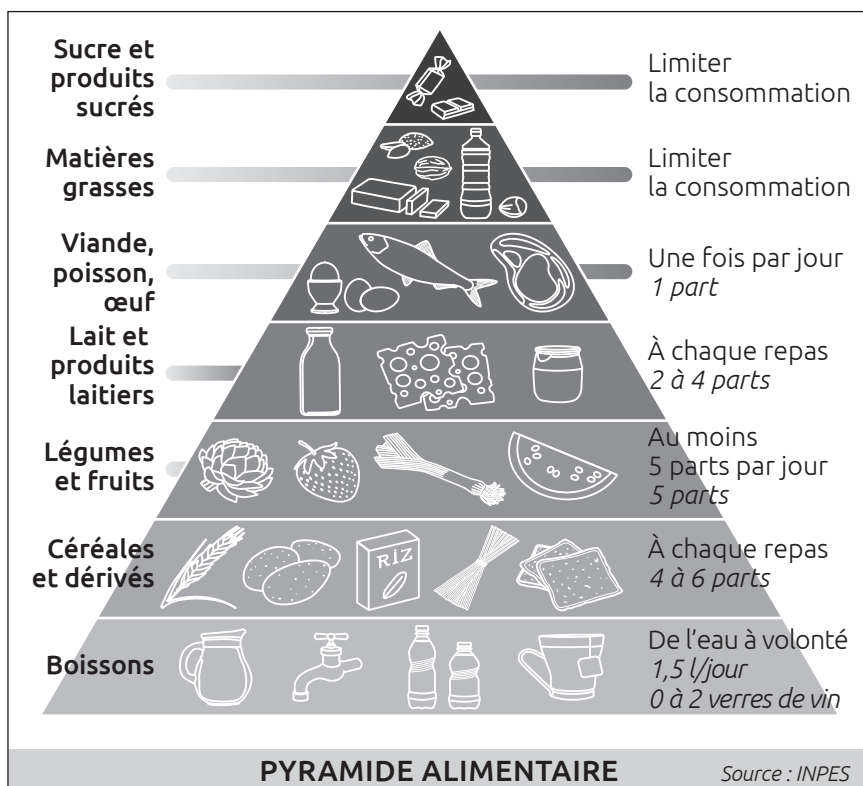 Sucre et
produits
sucrés
Limiter
la consommation
Matières
grasses
Limiter
la consommation
Viande,
poisson,
œuf
Une fois par jour
1 part
Lait et
produits
laitiers
À chaque repas
2 à 4 parts
Légumes
et fruits
Au moins
5 parts par jour
5 parts
Céréales
et dérivés
RIZ
À chaque repas
4 à 6 parts
Boissons
De l'eau à volonté
1,5 l/jour
0 à 2 verres de vin
PYRAMIDE ALIMENTAIRE
Source : INPES